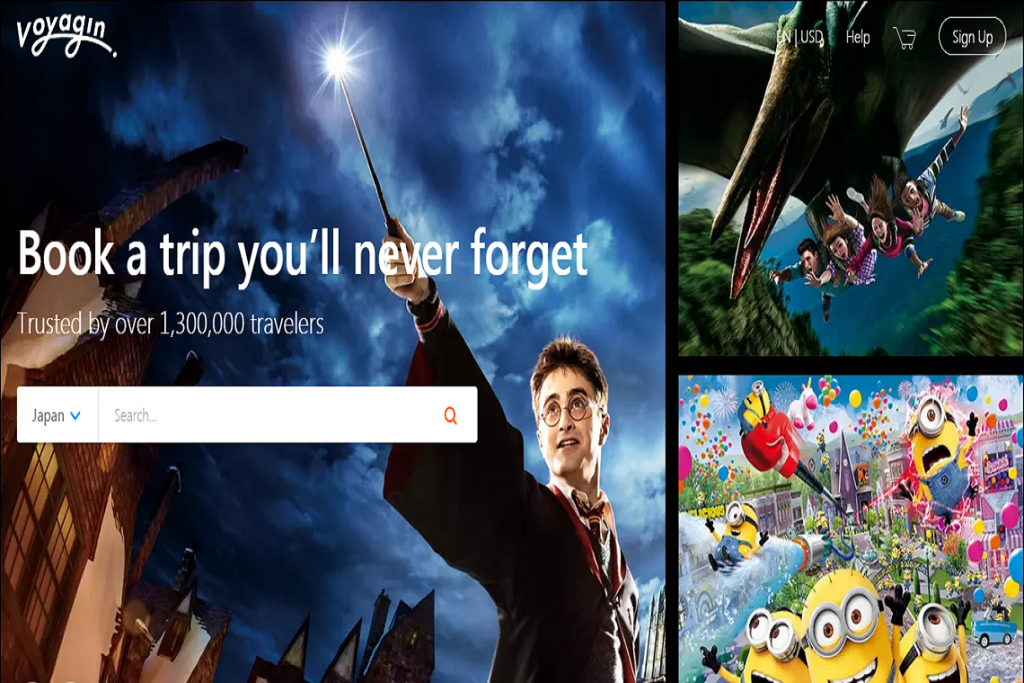 Voyagin.
EN | USD
Help
Sign Up
Book a trip you’ll never forget
Trusted by over 1,300,000 travelers
Japan
Search...